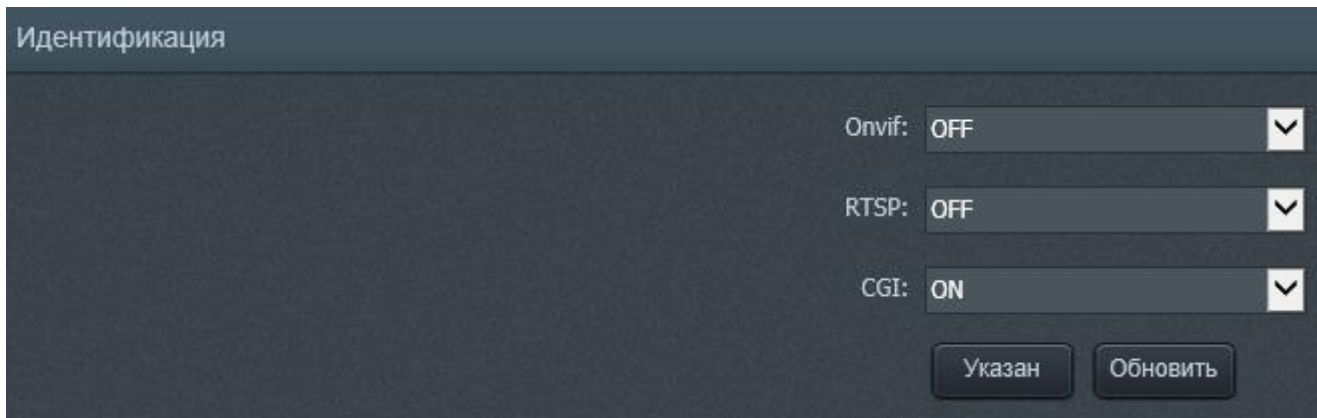 Идентификация
Onvif: OFF
RTSP: OFF
CGI: ON
Указан Обновить